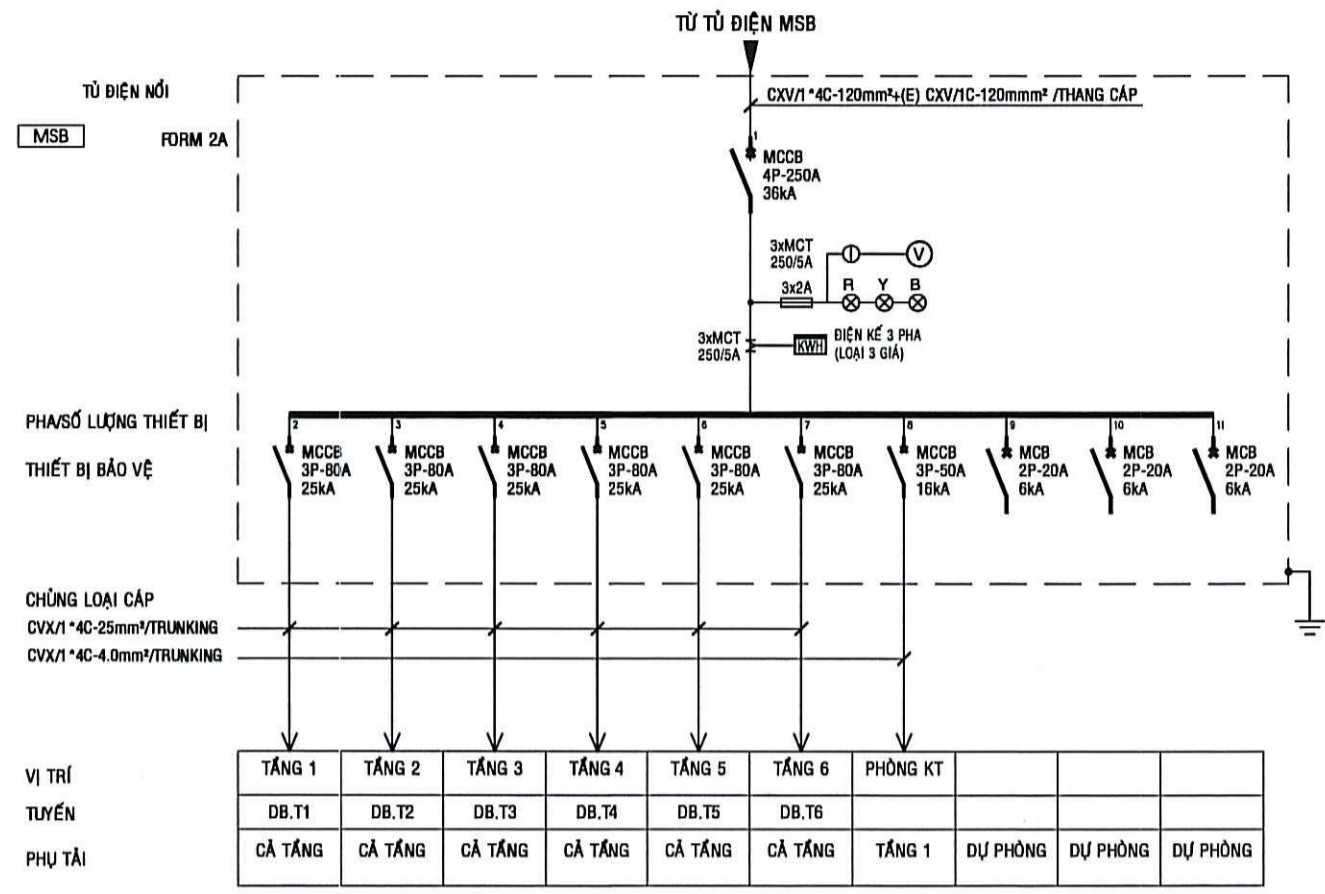 TỪ TỦ ĐIỆN MSB
TỦ ĐIỆN NỔI
CXV/1*4C-120mm²+(E) CXV/1C-120mmm² /THANG CÁP
MSB
FORM 2A
1
MCCB
4P-250A
36kA
3xMCT
250/5A
V
3x2A
R Y B
3xMCT
250/5A
KWH
ĐIỆN KẾ 3 PHA
(LOẠI 3 GIÁ)
PHA/SỐ LƯỢNG THIẾT BỊ
2 3 4 5 6 7 8 9 10 11
THIẾT BỊ BẢO VỆ
MCCB
3P-80A
25kA
MCCB
3P-80A
25kA
MCCB
3P-80A
25kA
MCCB
3P-80A
25kA
MCCB
3P-80A
25kA
MCCB
3P-80A
25kA
MCCB
3P-50A
16kA
MCB
2P-20A
6kA
MCB
2P-20A
6kA
MCB
2P-20A
6kA
CHỦNG LOẠI CÁP
CVX/1*4C-25mm²/TRUNKING
CVX/1*4C-4.0mm²/TRUNKING
VỊ TRÍ TẦNG 1 TẦNG 2 TẦNG 3 TẦNG 4 TẦNG 5 TẦNG 6 PHÒNG KT
TUYẾN DB.T1 DB.T2 DB.T3 DB.T4 DB.T5 DB.T6
PHỤ TẢI CẢ TẦNG CẢ TẦNG CẢ TẦNG CẢ TẦNG CẢ TẦNG CẢ TẦNG TẦNG 1 DỰ PHÒNG DỰ PHÒNG DỰ PHÒNG